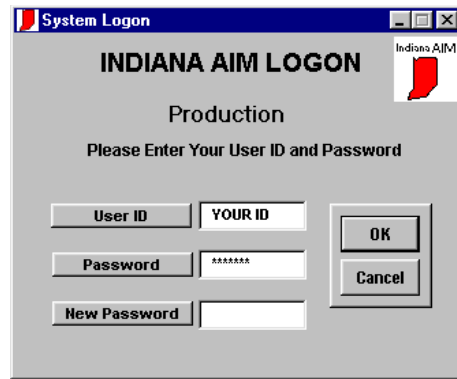 System Logon
INDIANA AIM LOGON
Indiana AIM
Production
Please Enter Your User ID and Password
User ID
YOUR ID
OK
Password
*******
Cancel
New Password